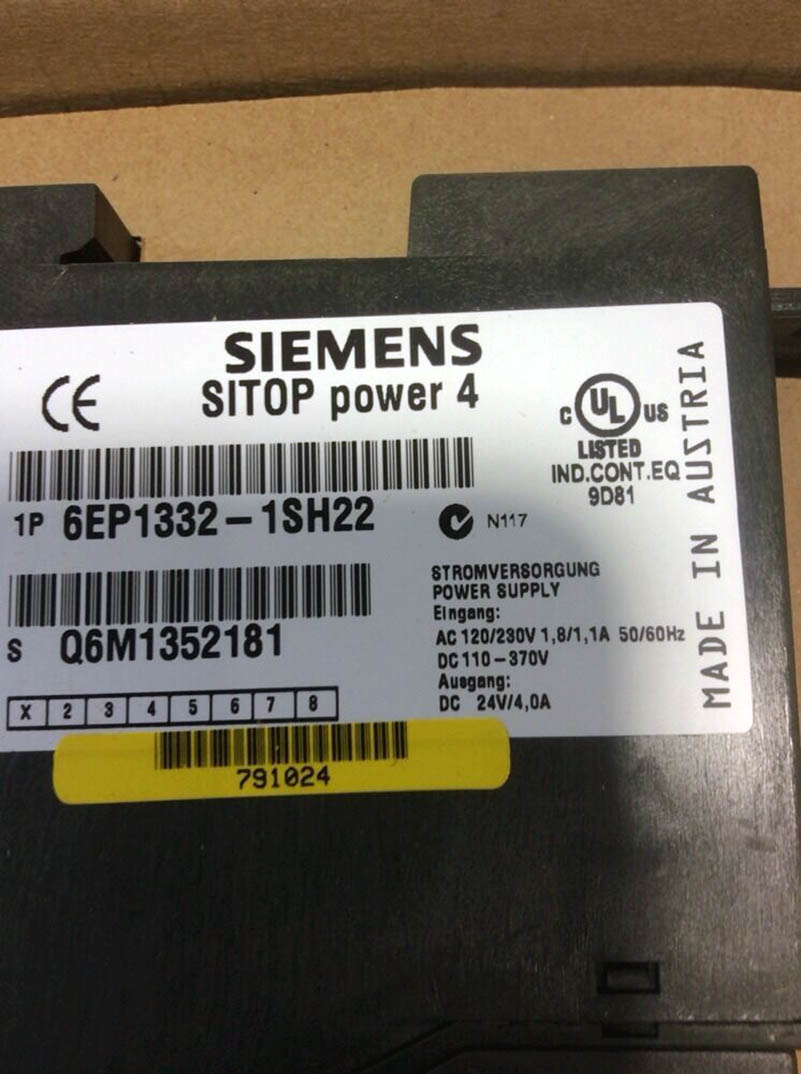 SIEMENS
SITOP power 4
CE
C UL US
LISTED
IND.CONT.EQ
9D81
1P 6EP1332-1SH22
N117
S Q6M1352181
STROMVERSORGUNG
POWER SUPPLY
Eingang:
AC 120/230V 1,8/1,1A 50/60Hz
DC 110-370V
Ausgang:
DC 24V/4,0A
X 2 3 4 5 6 7 8
MADE IN AUSTRIA
791024